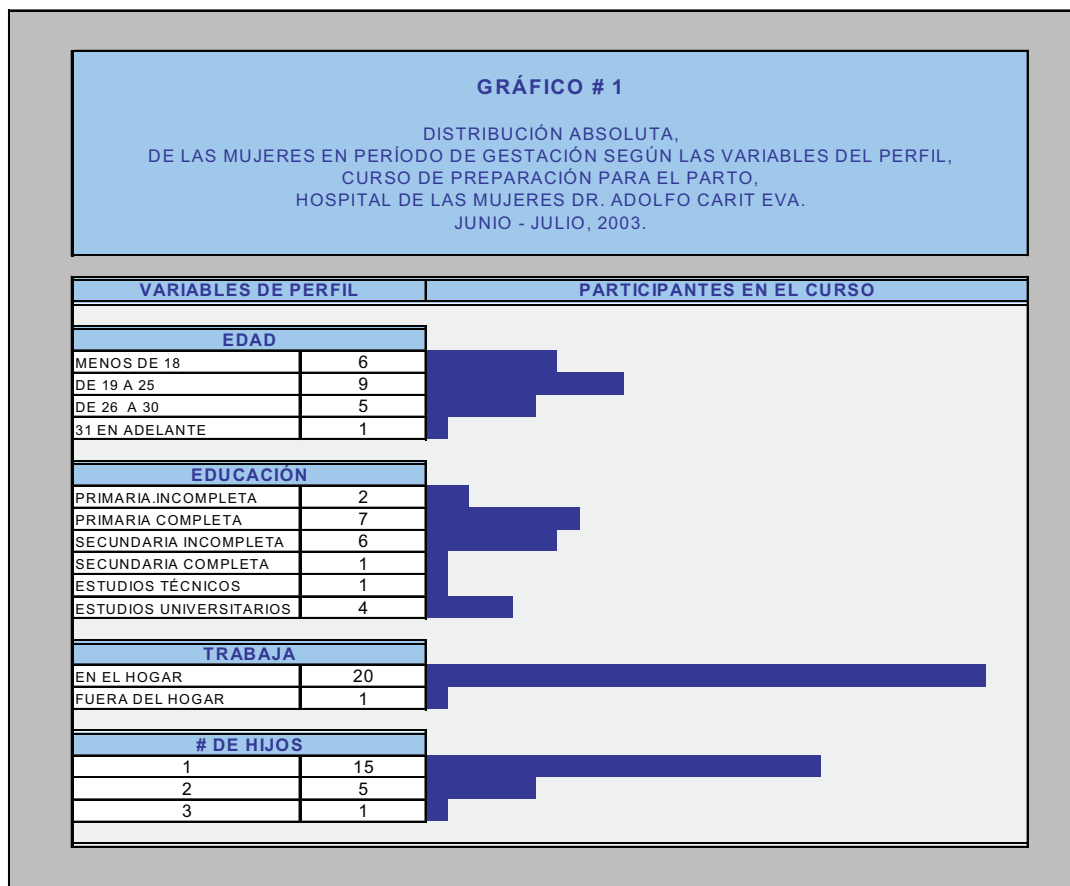 GRÁFICO # 1
DISTRIBUCIÓN ABSOLUTA,
DE LAS MUJERES EN PERÍODO DE GESTACIÓN SEGÚN LAS VARIABLES DEL PERFIL,
CURSO DE PREPARACIÓN PARA EL PARTO,
HOSPITAL DE LAS MUJERES DR. ADOLFO CARIT EVA.
JUNIO - JULIO, 2003.
VARIABLES DE PERFIL PARTICIPANTES EN EL CURSO
EDAD
MENOS DE 18 6
DE 19 A 25 9
DE 26 A 30 5
31 EN ADELANTE 1
EDUCACIÓN
PRIMARIA.INCOMPLETA 2
PRIMARIA COMPLETA 7
SECUNDARIA INCOMPLETA 6
SECUNDARIA COMPLETA 1
ESTUDIOS TÉCNICOS 1
ESTUDIOS UNIVERSITARIOS 4
TRABAJA
EN EL HOGAR 20
FUERA DEL HOGAR 1
# DE HIJOS
1 15
2 5
3 1